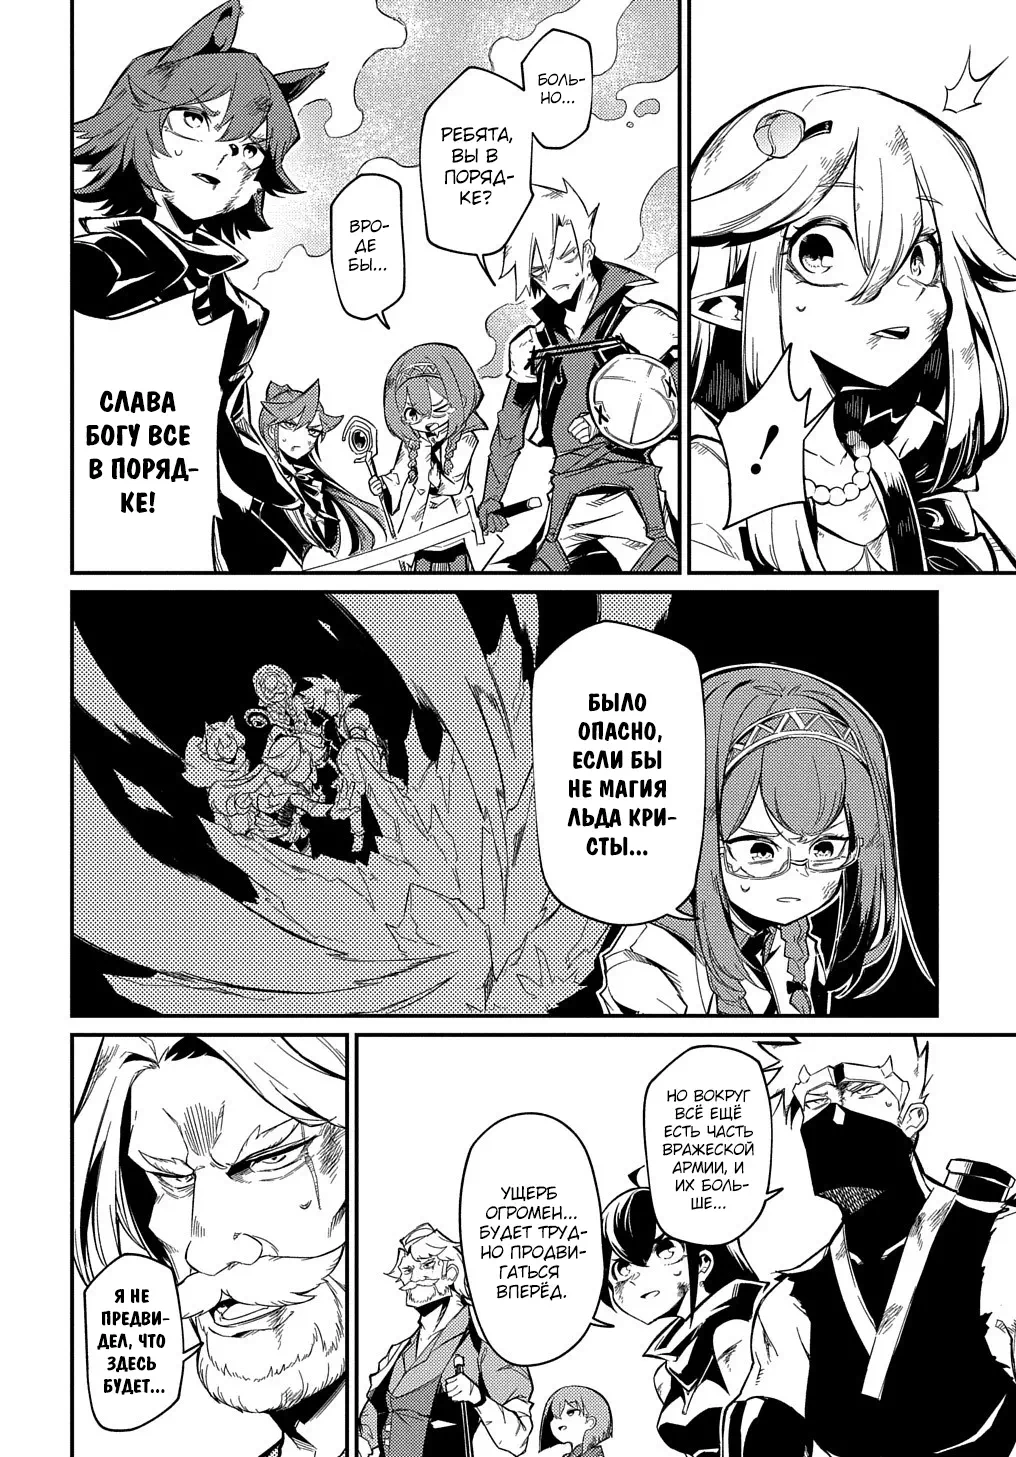 !
БОЛЬ-
НО...
РЕБЯТА,
ВЫ В
ПОРЯД-
КЕ?
ВРО-
ДЕ
БЫ...
СЛАВА
БОГУ ВСЕ
В ПОРЯД-
КЕ!
БЫЛО
ОПАСНО,
ЕСЛИ БЫ
НЕ МАГИЯ
ЛЬДА КРИ-
СТЫ...
НО ВОКРУГ
ВСЁ ЕЩЁ
ЕСТЬ ЧАСТЬ
ВРАЖЕСКОЙ
АРМИИ, И
ИХ БОЛЬ-
ШЕ...
УЩЕРБ
ОГРОМЕН...
БУДЕТ ТРУД-
НО ПРОДВИ-
ГАТЬСЯ
ВПЕРЁД.
Я НЕ
ПРЕДВИ-
ДЕЛ, ЧТО
ЗДЕСЬ
БУДЕТ...